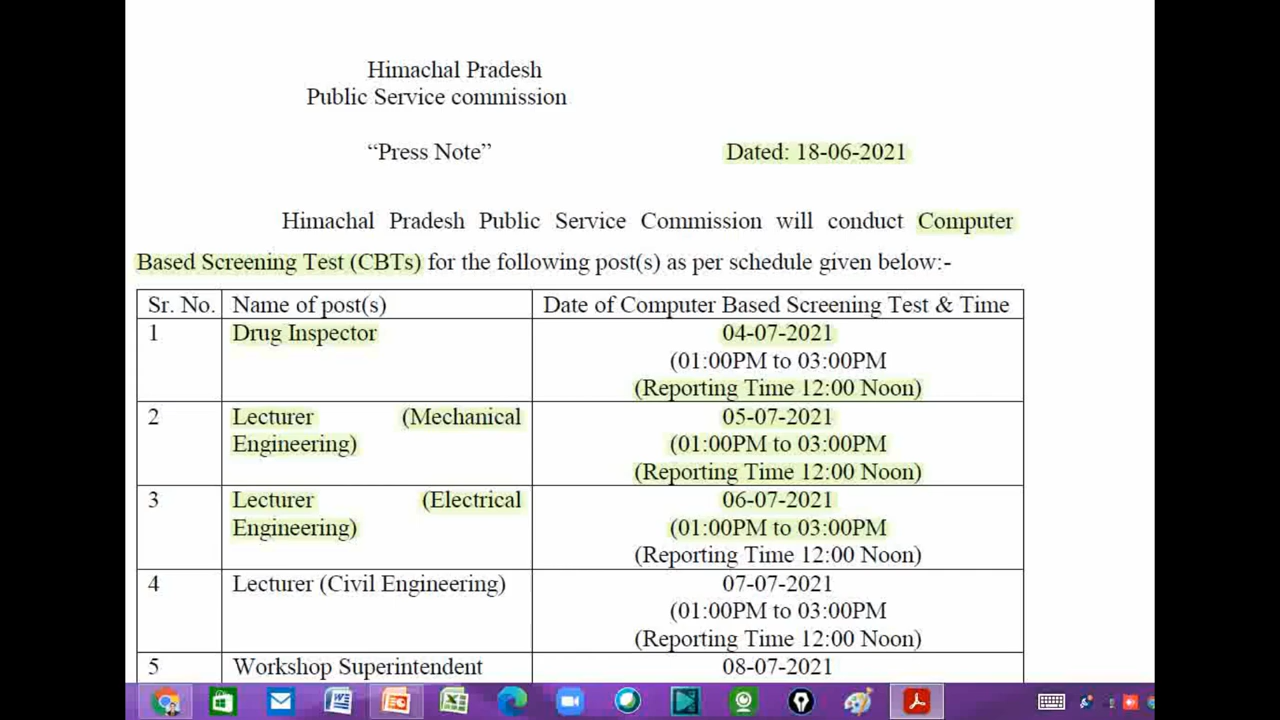 Himachal Pradesh
Public Service commission
“Press Note” Dated: 18-06-2021
Himachal Pradesh Public Service Commission will conduct Computer
Based Screening Test (CBTs) for the following post(s) as per schedule given below:-
Sr. No. Name of post(s) Date of Computer Based Screening Test & Time
1 Drug Inspector 04-07-2021
(01:00PM to 03:00PM
(Reporting Time 12:00 Noon)
2 Lecturer (Mechanical 05-07-2021
Engineering) (01:00PM to 03:00PM
(Reporting Time 12:00 Noon)
3 Lecturer (Electrical 06-07-2021
Engineering) (01:00PM to 03:00PM
(Reporting Time 12:00 Noon)
4 Lecturer (Civil Engineering) 07-07-2021
(01:00PM to 03:00PM
(Reporting Time 12:00 Noon)
5 Workshop Superintendent 08-07-2021